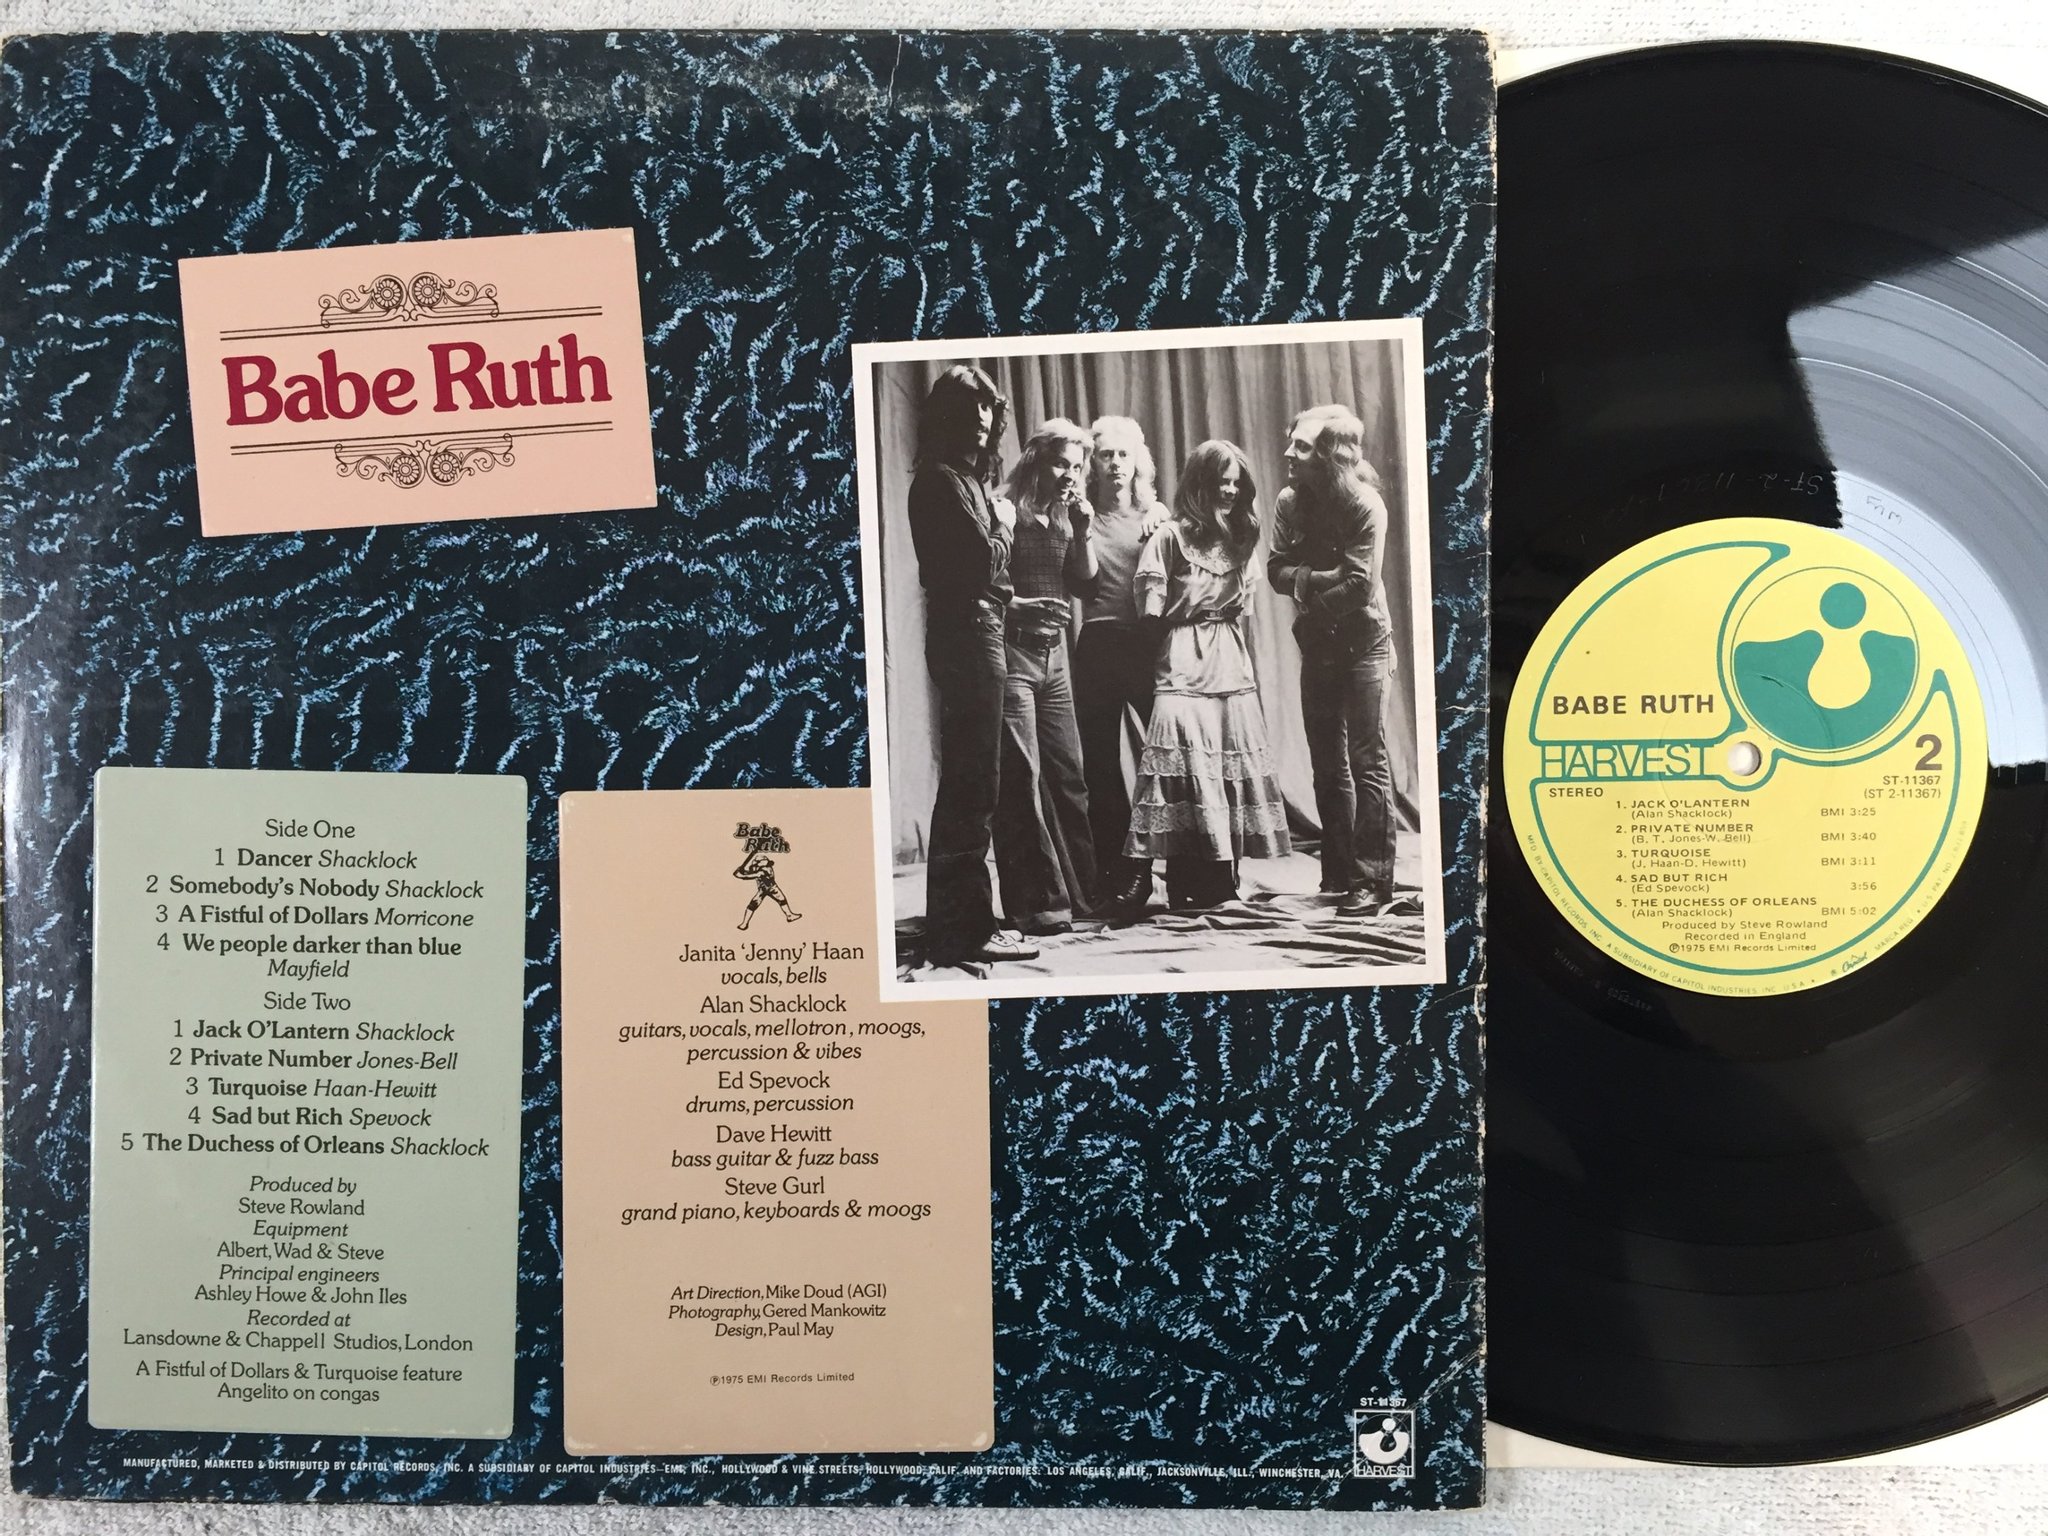 Babe Ruth
Side One
1 Dancer Shacklock
2 Somebody's Nobody Shacklock
3 A Fistful of Dollars Morricone
4 We people darker than blue
Mayfield
Side Two
1 Jack O'Lantern Shacklock
2 Private Number Jones-Bell
3 Turquoise Haan-Hewitt
4 Sad but Rich Spevock
5 The Duchess of Orleans Shacklock
Produced by
Steve Rowland
Equipment
Albert, Wad & Steve
Principal engineers
Ashley Howe & John Iles
Recorded at
Lansdowne & Chappell Studios, London
A Fistful of Dollars & Turquoise feature
Angelito on congas
Babe
Ruth
Janita 'Jenny' Haan
vocals, bells
Alan Shacklock
guitars, vocals, mellotron, moogs,
percussion & vibes
Ed Spevock
drums, percussion
Dave Hewitt
bass guitar & fuzz bass
Steve Gurl
grand piano, keyboards & moogs
Art Direction, Mike Doud (AGI)
Photography, Gered Mankowitz
Design, Paul May
℗1975 EMI Records Limited
ST-11367
HARVEST
MANUFACTURED, MARKETED & DISTRIBUTED BY CAPITOL RECORDS, INC. A SUBSIDIARY OF CAPITOL INDUSTRIES-EMI, INC., HOLLYWOOD & VINE STREETS, HOLLYWOOD, CALIF. AND FACTORIES: LOS ANGELES, CALIF., JACKSONVILLE, ILL., WINCHESTER, VA.
BABE RUTH
HARVEST
2
ST-11367
STEREO (ST 2-11367)
1. JACK O'LANTERN
(Alan Shacklock) BMI 3:25
2. PRIVATE NUMBER
(B. T. Jones-W. Bell) BMI 3:40
3. TURQUOISE
(J. Haan-D. Hewitt) BMI 3:11
4. SAD BUT RICH
(Ed Spevock) 3:56
5. THE DUCHESS OF ORLEANS
(Alan Shacklock) BMI 5:02
Produced by Steve Rowland
Recorded in England
℗1975 EMI Records Limited
MFD. BY CAPITOL RECORDS, INC. A SUBSIDIARY OF CAPITOL INDUSTRIES, INC. U.S.A. •
Capitol